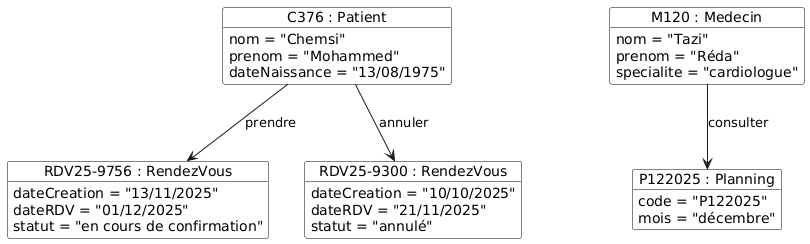 C376 : Patient
nom = "Chemsi"
prenom = "Mohammed"
dateNaissance = "13/08/1975"
M120 : Medecin
nom = "Tazi"
prenom = "Réda"
specialite = "cardiologue"
prendre
annuler
consulter
RDV25-9756 : RendezVous
dateCreation = "13/11/2025"
dateRDV = "01/12/2025"
statut = "en cours de confirmation"
RDV25-9300 : RendezVous
dateCreation = "10/10/2025"
dateRDV = "21/11/2025"
statut = "annulé"
P122025 : Planning
code = "P122025"
mois = "décembre"